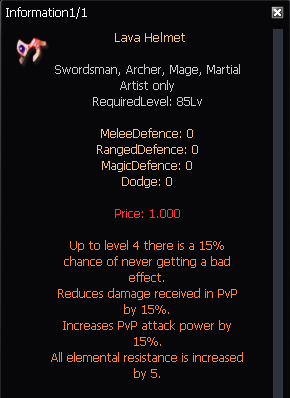 Information1/1
Lava Helmet
Swordsman, Archer, Mage, Martial
Artist only
RequiredLevel: 85Lv
MeleeDefence: 0
RangedDefence: 0
MagicDefence: 0
Dodge: 0
Price: 1.000
Up to level 4 there is a 15%
chance of never getting a bad
effect.
Reduces damage received in PvP
by 15%.
Increases PvP attack power by
15%.
All elemental resistance is increased
by 5.